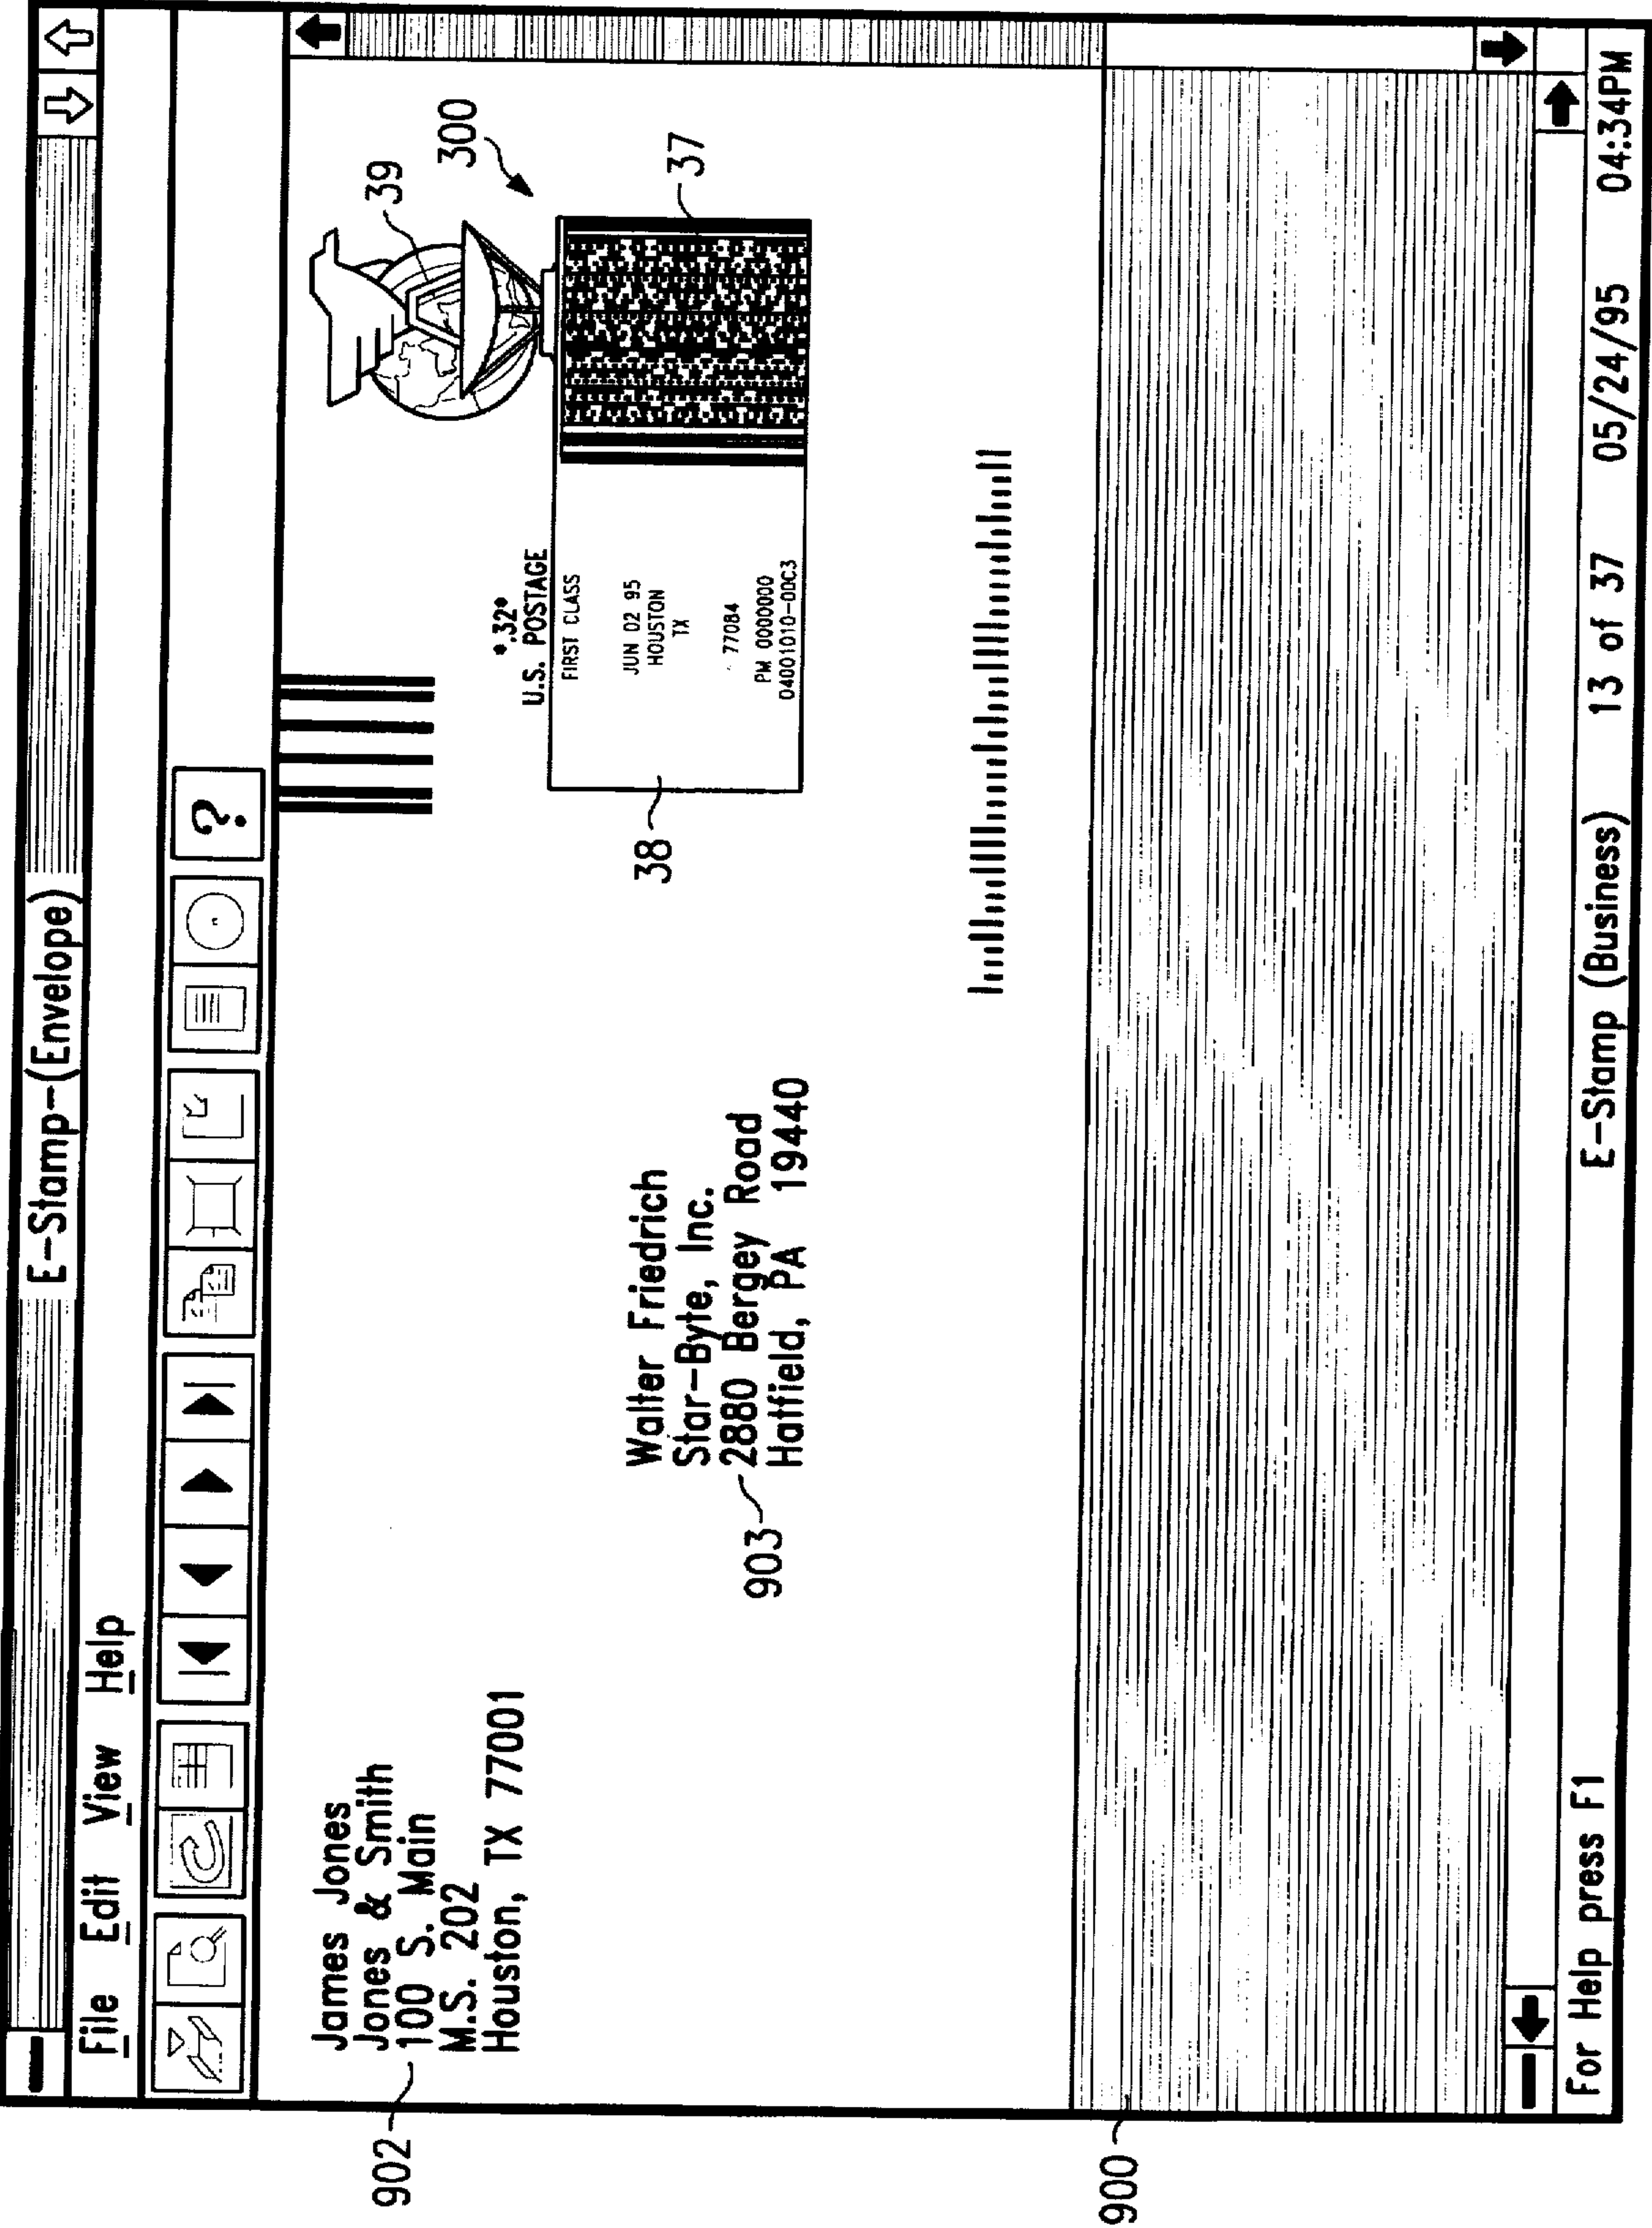 E-Stamp-(Envelope)
File Edit View Help
?
James Jones
Jones & Smith
902
100 S. Main
M.S. 202
Houston, TX 77001
39
300
*.32*
U.S. POSTAGE
FIRST CLASS
JUN 02 95
HOUSTON
TX
77084
PM 0000000
04001010-0DC3
37
38
Walter Friedrich
Star-Byte, Inc.
903
2880 Bergey Road
Hatfield, PA 19440
900
For Help press F1 E-Stamp (Business) 13 of 37 05/24/95 04:34PM